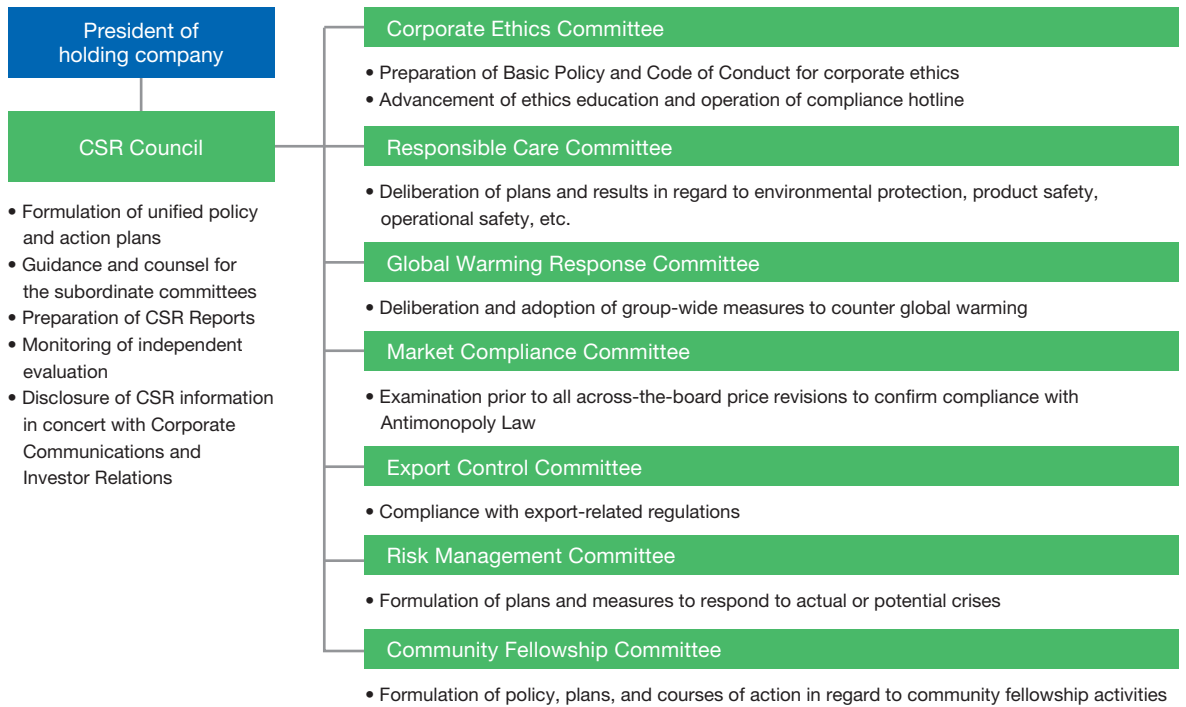 President of
holding company
CSR Council
• Formulation of unified policy
and action plans
• Guidance and counsel for
the subordinate committees
• Preparation of CSR Reports
• Monitoring of independent
evaluation
• Disclosure of CSR information
in concert with Corporate
Communications and
Investor Relations
Corporate Ethics Committee
• Preparation of Basic Policy and Code of Conduct for corporate ethics
• Advancement of ethics education and operation of compliance hotline
Responsible Care Committee
• Deliberation of plans and results in regard to environmental protection, product safety,
operational safety, etc.
Global Warming Response Committee
• Deliberation and adoption of group-wide measures to counter global warming
Market Compliance Committee
• Examination prior to all across-the-board price revisions to confirm compliance with
Antimonopoly Law
Export Control Committee
• Compliance with export-related regulations
Risk Management Committee
• Formulation of plans and measures to respond to actual or potential crises
Community Fellowship Committee
• Formulation of policy, plans, and courses of action in regard to community fellowship activities